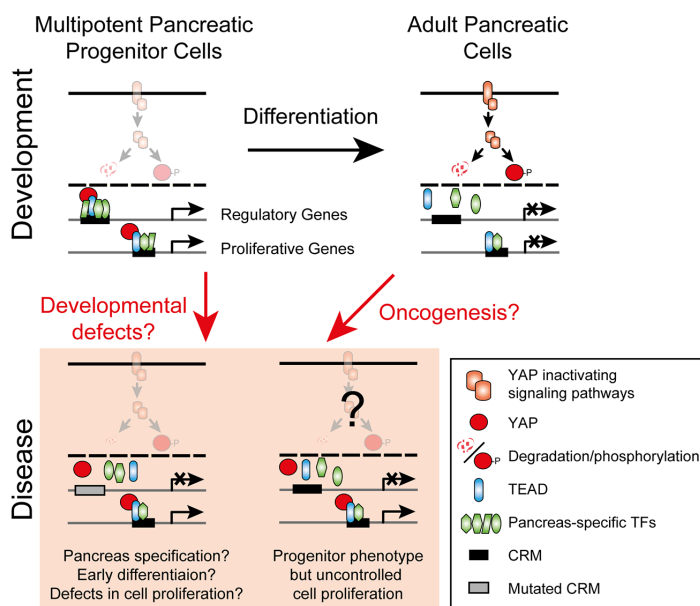 Multipotent Pancreatic
Progenitor Cells
Adult Pancreatic
Cells
Development
Differentiation
-P
-P
Regulatory Genes
Proliferative Genes
Developmental
defects?
Oncogenesis?
Disease
?
Pancreas specification?
Early differentiaion?
Defects in cell proliferation?
Progenitor phenotype
but uncontrolled
cell proliferation
YAP inactivating
signaling pathways
YAP
-P
Degradation/phosphorylation
TEAD
Pancreas-specific TFs
CRM
Mutated CRM